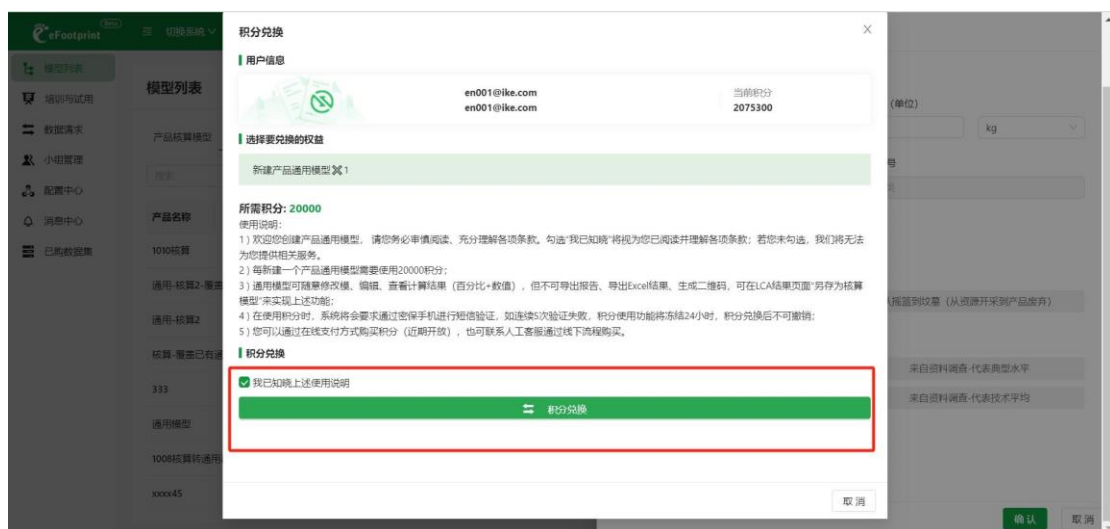 eFootprint
Beta
切换系统
模型列表
培训与试用
数据清求
小组管理
配置中心
消息中心
已购数据集
模型列表
产品核算模型
搜索
产品名称
1010核算
通用-核算2-覆盖
通用-核算2
核算-覆盖已有通
333
通用模型
1008核算转通用
xxxx45
积分兑换
用户信息
en001@ike.com
en001@ike.com
当前积分
2075300
选择要兑换的权益
新建产品通用模型 1
所需积分: 20000
使用说明:
1）欢迎您创建产品通用模型， 请您务必审慎阅读、充分理解各项条款。勾选“我已知晓”将视为您已阅读并理解各项条款；若您未勾选，我们将无法
为您提供相关服务。
2）每新建一个产品通用模型需要使用20000积分；
3）通用模型可随意修改模、编辑、查看计算结果（百分比+数值），但不可导出报告、导出Excel结果、生成二维码，可在LCA结果页面“另存为核算
模型”来实现上述功能；
4）在使用积分时，系统将会要求通过密保手机进行短信验证，如连续5次验证失败，积分使用功能将冻结24小时，积分兑换后不可撤销；
5）您可以通过在线支付方式购买积分（近期开放），也可联系人工客服通过线下流程购买。
积分兑换
我已知晓上述使用说明
积分兑换
取消
（单位）
kg
号
摇篮到坟墓（从资源开采到产品废弃）
来自资料调查-代表典型水平
来自资料调查-代表技术平均
确认
取消